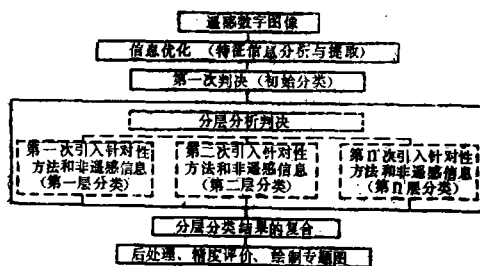 遥感数字图像
信息优化（特征信息分析与提取）
第一次判决（初始分类）
分层分析判决
第一次引入针对性
方法和非遥感信息
（第一层分类）
第二次引入针对性
方法和非遥感信息
（第二层分类）
第n次引入针对性
方法和非遥感信息
（第n层分类）
分层分类结果的复合
后处理、精度评价、绘制专题图